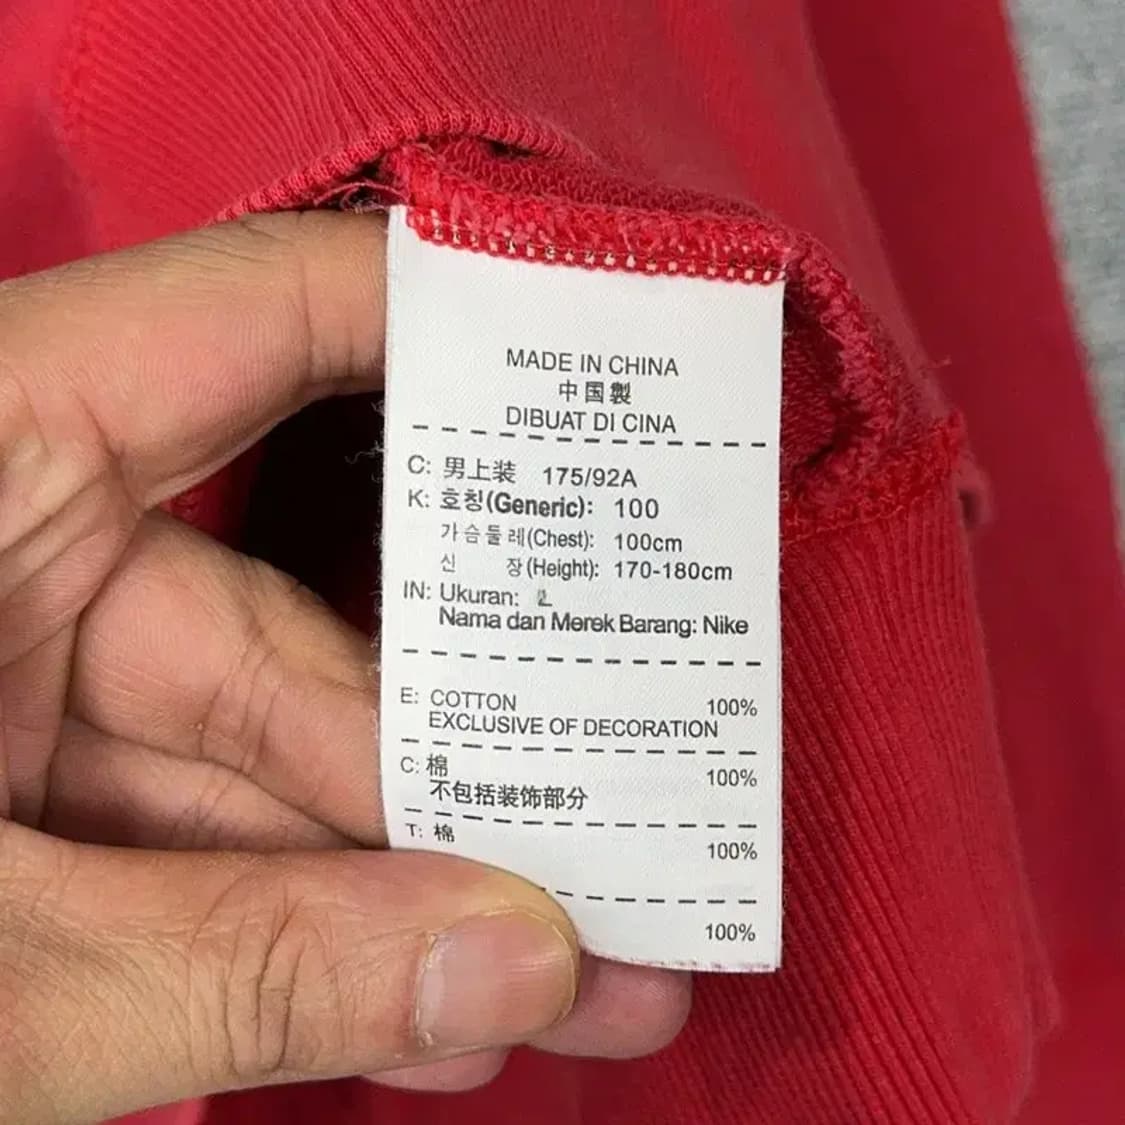 MADE IN CHINA
中国製
DIBUAT DI CINA
C: 男上装 175/92A
K: 호칭(Generic): 100
가슴둘레(Chest): 100cm
신 장(Height): 170-180cm
IN: Ukuran: L
Nama dan Merek Barang: Nike
E: COTTON 100%
EXCLUSIVE OF DECORATION
C: 棉 100%
不包括装饰部分
T: 棉 100%
100%